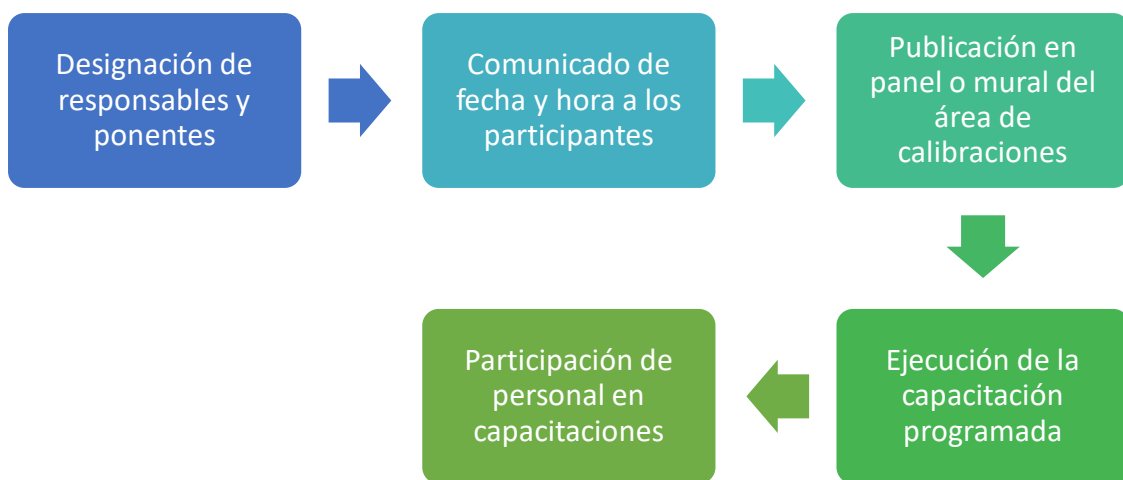 Designación de
responsables y
ponentes
Comunicado de
fecha y hora a los
participantes
Publicación en
panel o mural del
área de
calibraciones
Ejecución de la
capacitación
programada
Participación de
personal en
capacitaciones